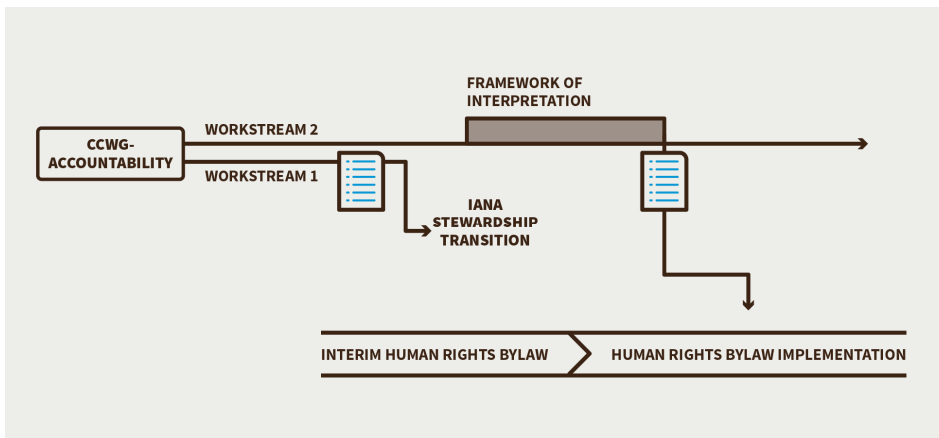 FRAMEWORK OF
INTERPRETATION
WORKSTREAM 2
CCWG-
ACCOUNTABILITY
WORKSTREAM 1
IANA
STEWARDSHIP
TRANSITION
INTERIM HUMAN RIGHTS BYLAW
HUMAN RIGHTS BYLAW IMPLEMENTATION